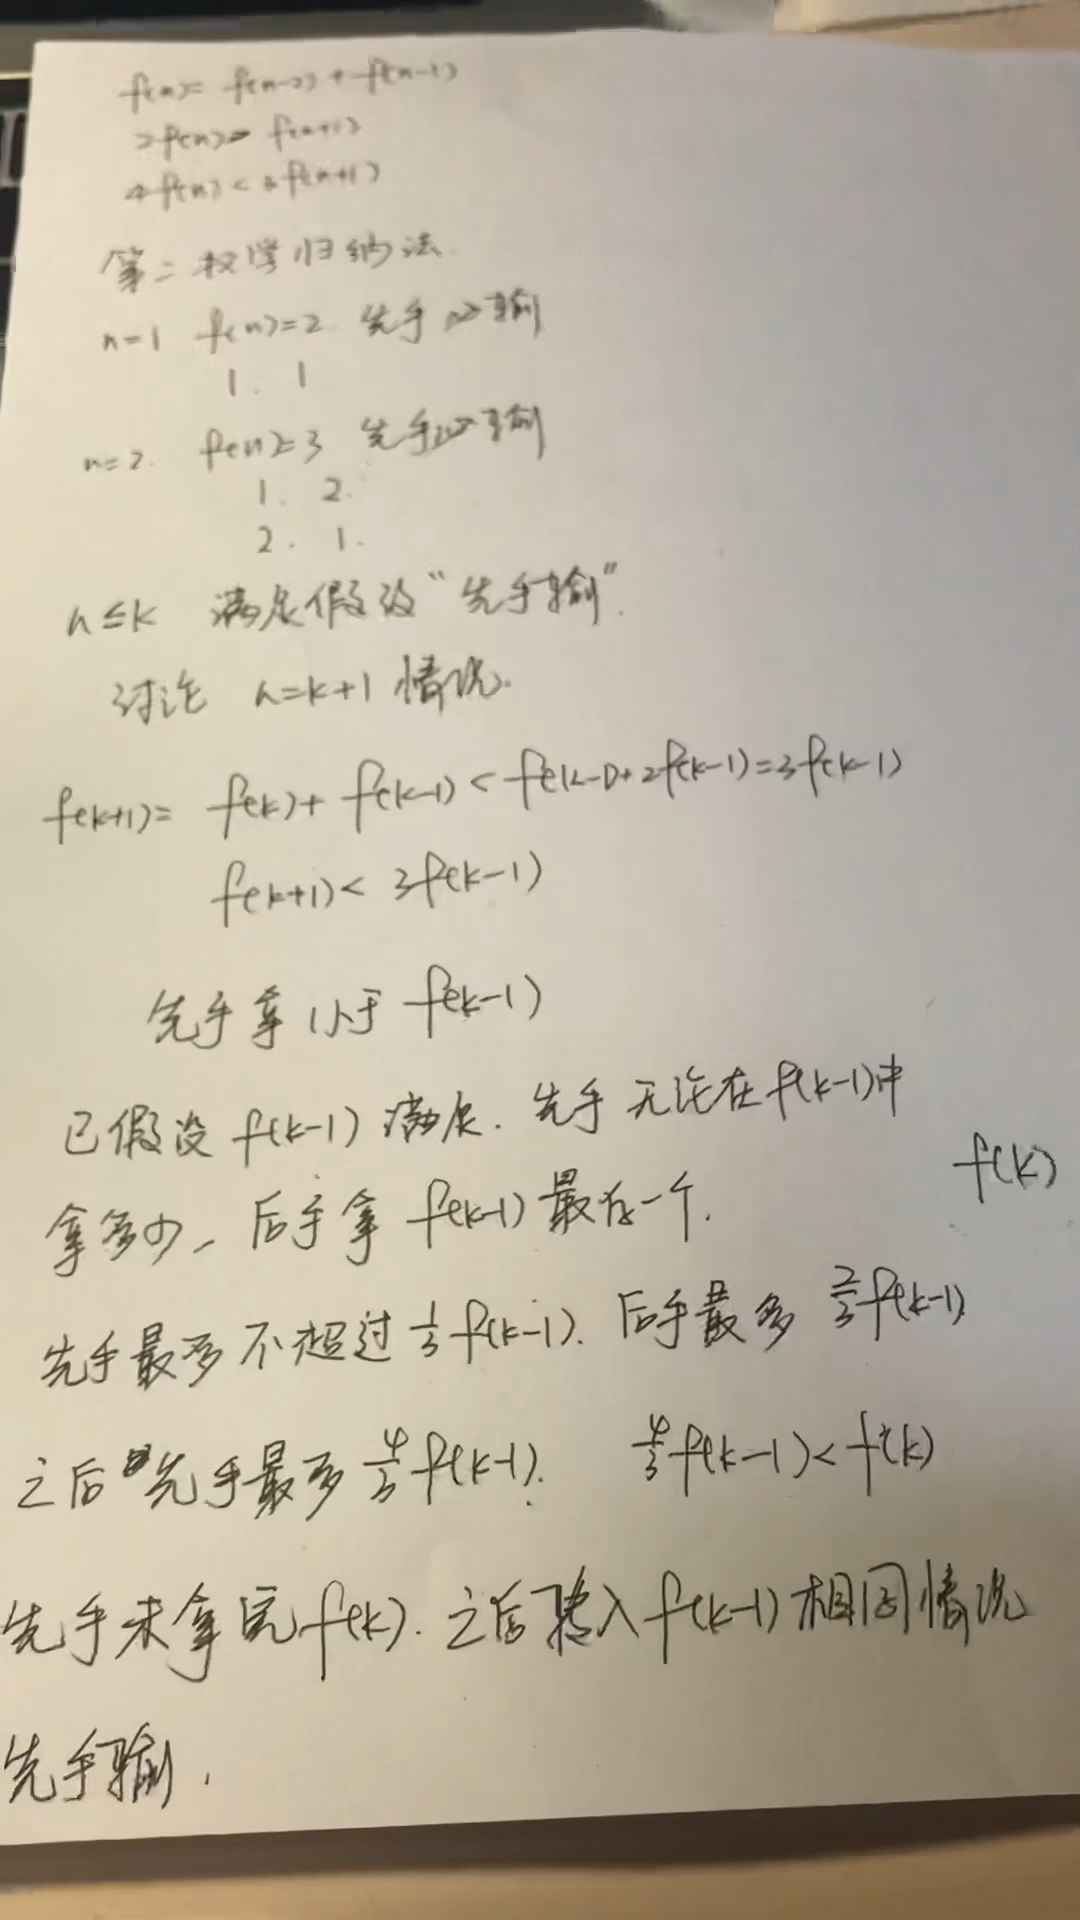 f(n)= f(n-2) + f(n-1)
2f(n)> f(n+1)
4f(n) < 3f(n+1)
第二数学归纳法.
n=1 f(n)=2 先手必输
1. 1
n=2. f(n)=3 先手必输
1. 2.
2. 1.
n≤k 满足假设“先手输”.
讨论 n=k+1 情况.
f(k+1)= f(k)+ f(k-1) < f(k-1)+2f(k-1)=3f(k-1)
f(k+1)< 3f(k-1)
先手拿小于 f(k-1)
已假设 f(k-1) 满足. 先手无论在 f(k-1)中
拿多少, 后手拿 f(k-1) 最后一个.
f(k)
先手最多不超过 1/3 f(k-1). 后手最多 2/3 f(k-1)
之后 先手最多 4/3 f(k-1). 4/3 f(k-1)< f(k)
先手未拿完 f(k). 之后转入 f(k-1) 相同情况
先手输.